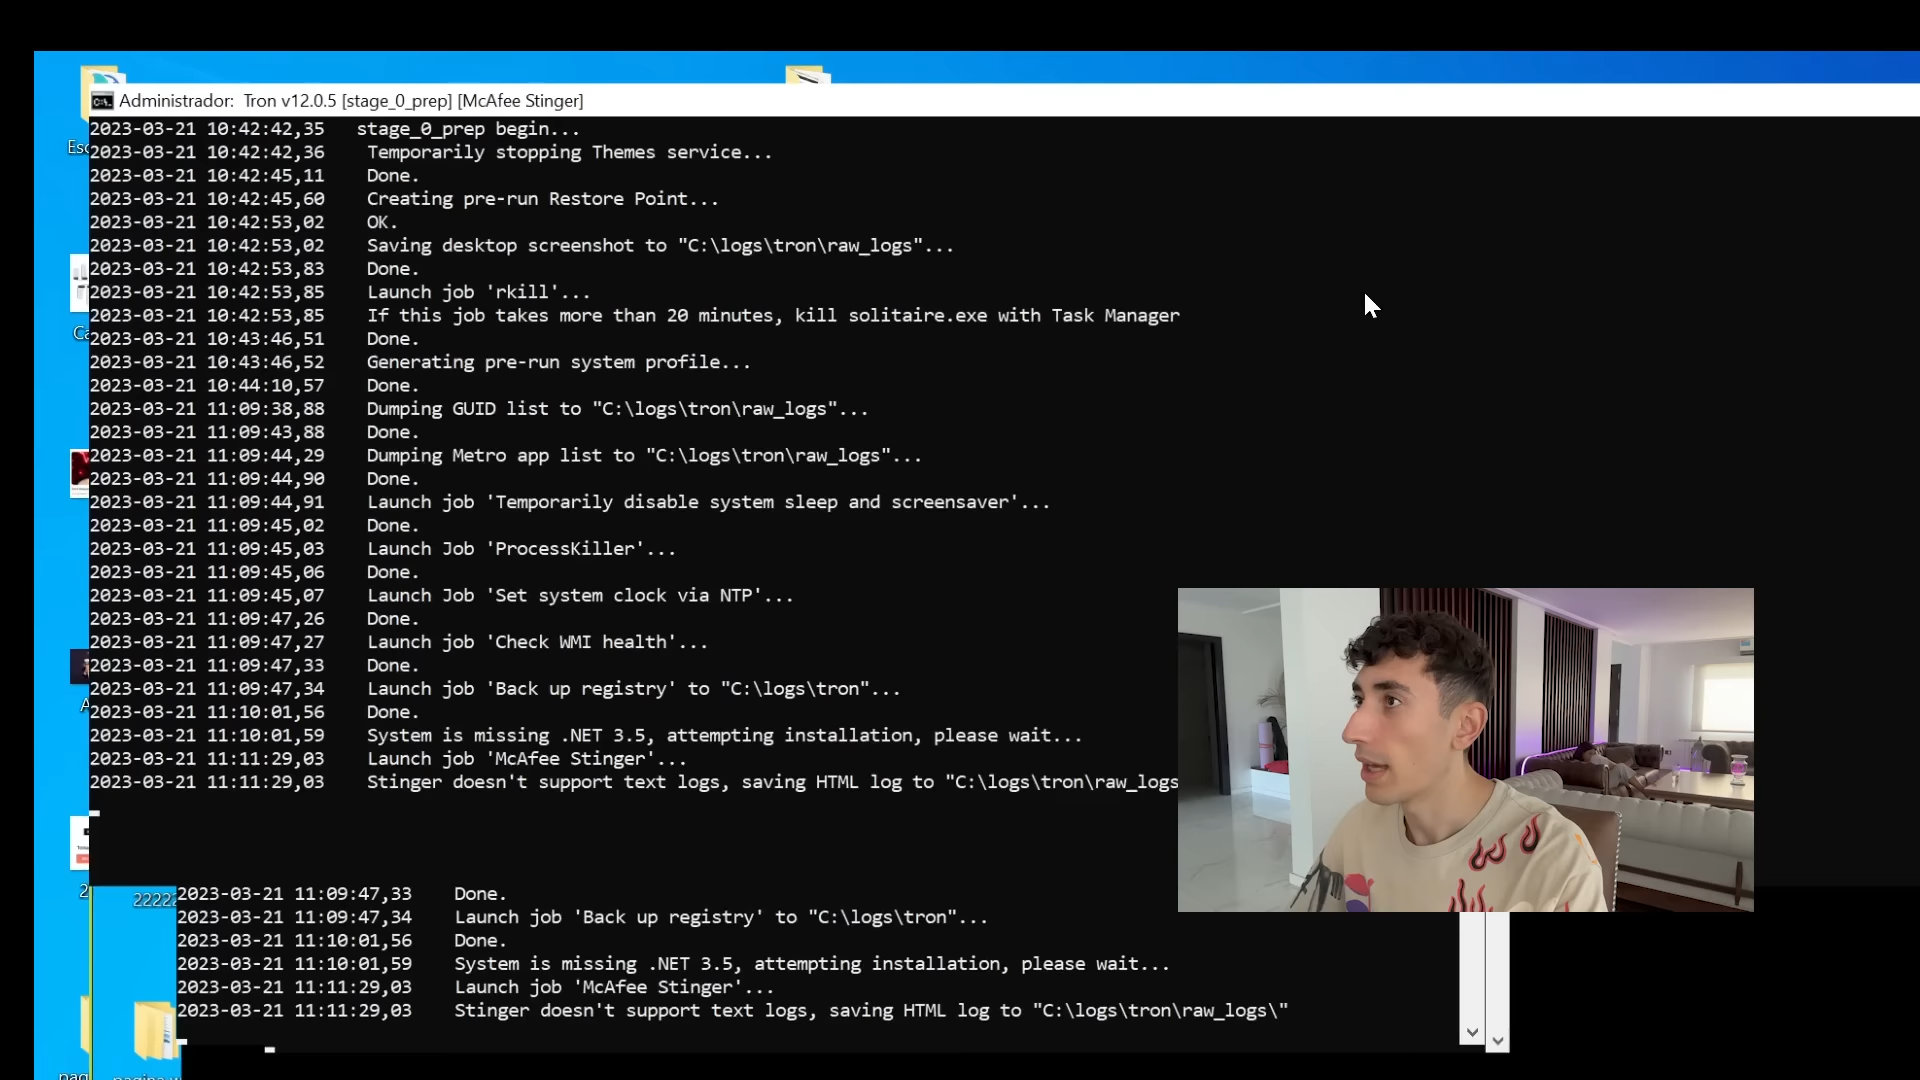 Administrador: Tron v12.0.5 [stage_0_prep] [McAfee Stinger]
2023-03-21 10:42:42,35 stage_0_prep begin...
2023-03-21 10:42:42,36 Temporarily stopping Themes service...
2023-03-21 10:42:45,11 Done.
2023-03-21 10:42:45,60 Creating pre-run Restore Point...
2023-03-21 10:42:53,02 OK.
2023-03-21 10:42:53,02 Saving desktop screenshot to "C:\logs\tron\raw_logs"...
2023-03-21 10:42:53,83 Done.
2023-03-21 10:42:53,85 Launch job 'rkill'...
2023-03-21 10:42:53,85 If this job takes more than 20 minutes, kill solitaire.exe with Task Manager
2023-03-21 10:43:46,51 Done.
2023-03-21 10:43:46,52 Generating pre-run system profile...
2023-03-21 10:44:10,57 Done.
2023-03-21 11:09:38,88 Dumping GUID list to "C:\logs\tron\raw_logs"...
2023-03-21 11:09:43,88 Done.
2023-03-21 11:09:44,29 Dumping Metro app list to "C:\logs\tron\raw_logs"...
2023-03-21 11:09:44,90 Done.
2023-03-21 11:09:44,91 Launch job 'Temporarily disable system sleep and screensaver'...
2023-03-21 11:09:45,02 Done.
2023-03-21 11:09:45,03 Launch Job 'ProcessKiller'...
2023-03-21 11:09:45,06 Done.
2023-03-21 11:09:45,07 Launch Job 'Set system clock via NTP'...
2023-03-21 11:09:47,26 Done.
2023-03-21 11:09:47,27 Launch job 'Check WMI health'...
2023-03-21 11:09:47,33 Done.
2023-03-21 11:09:47,34 Launch job 'Back up registry' to "C:\logs\tron"...
2023-03-21 11:10:01,56 Done.
2023-03-21 11:10:01,59 System is missing .NET 3.5, attempting installation, please wait...
2023-03-21 11:11:29,03 Launch job 'McAfee Stinger'...
2023-03-21 11:11:29,03 Stinger doesn't support text logs, saving HTML log to "C:\logs\tron\raw_logs
22222
2023-03-21 11:09:47,33 Done.
2023-03-21 11:09:47,34 Launch job 'Back up registry' to "C:\logs\tron"...
2023-03-21 11:10:01,56 Done.
2023-03-21 11:10:01,59 System is missing .NET 3.5, attempting installation, please wait...
2023-03-21 11:11:29,03 Launch job 'McAfee Stinger'...
2023-03-21 11:11:29,03 Stinger doesn't support text logs, saving HTML log to "C:\logs\tron\raw_logs\"